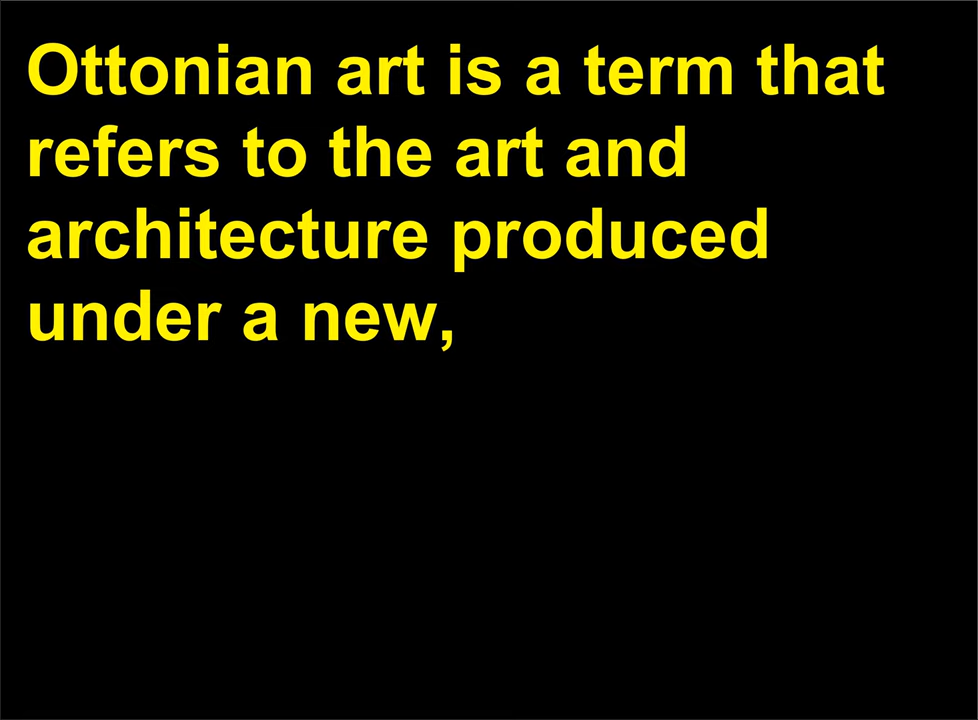 Ottonian art is a term that
refers to the art and
architecture produced
under a new,